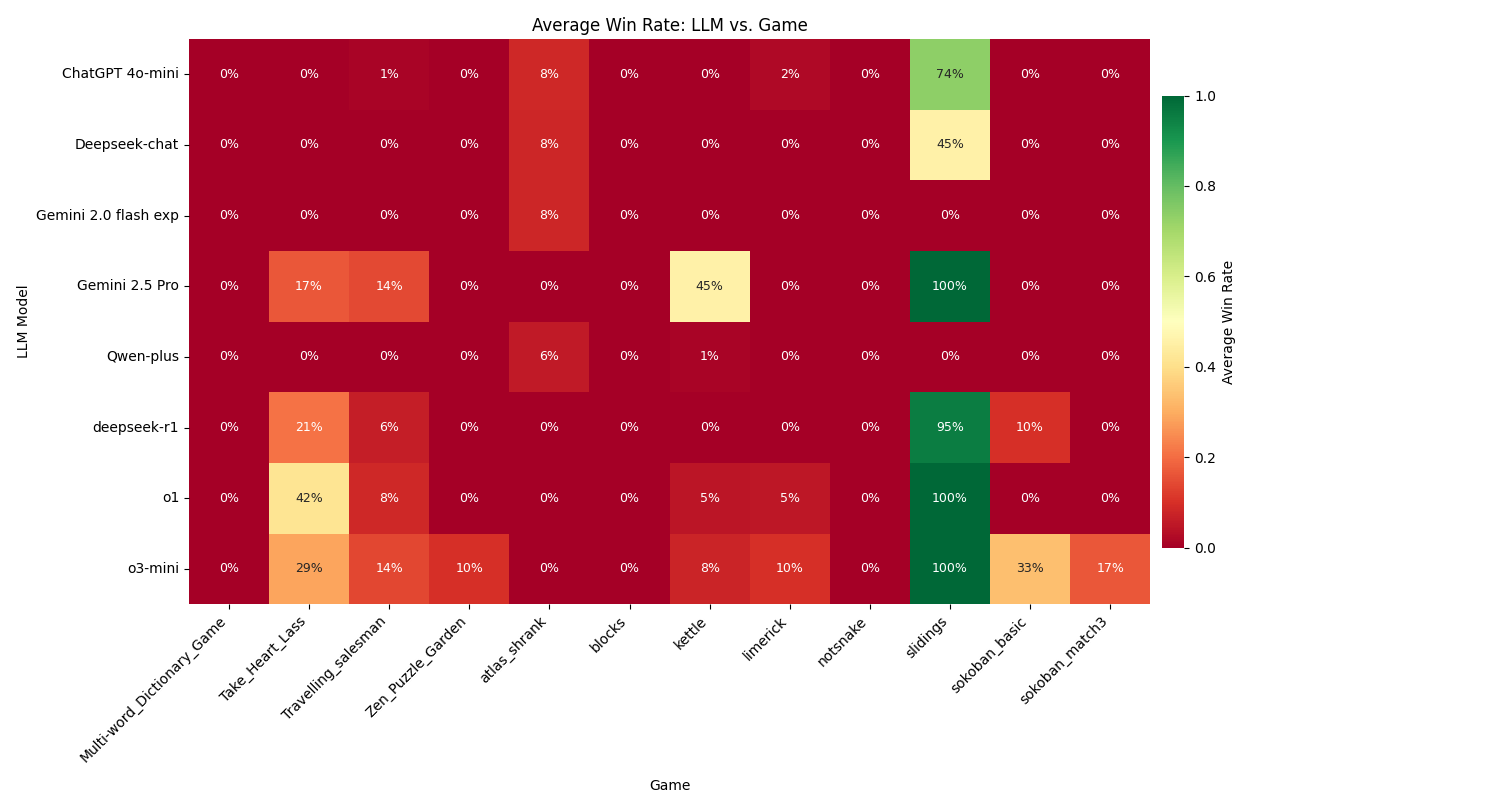 Average Win Rate: LLM vs. Game
LLM Model
ChatGPT 4o-mini 0% 0% 1% 0% 8% 0% 0% 2% 0% 74% 0% 0%
Deepseek-chat 0% 0% 0% 0% 8% 0% 0% 0% 0% 45% 0% 0%
Gemini 2.0 flash exp 0% 0% 0% 0% 8% 0% 0% 0% 0% 0% 0% 0%
Gemini 2.5 Pro 0% 17% 14% 0% 0% 0% 45% 0% 0% 100% 0% 0%
Qwen-plus 0% 0% 0% 0% 6% 0% 1% 0% 0% 0% 0% 0%
deepseek-r1 0% 21% 6% 0% 0% 0% 0% 0% 0% 95% 10% 0%
o1 0% 42% 8% 0% 0% 0% 5% 5% 0% 100% 0% 0%
o3-mini 0% 29% 14% 10% 0% 0% 8% 10% 0% 100% 33% 17%
Multi-word_Dictionary_Game
Take_Heart_Lass
Travelling_salesman
Zen_Puzzle_Garden
atlas_shrank
blocks
kettle
limerick
notsnake
slidings
sokoban_basic
sokoban_match3
Game
1.0
0.8
0.6
0.4
0.2
0.0
Average Win Rate